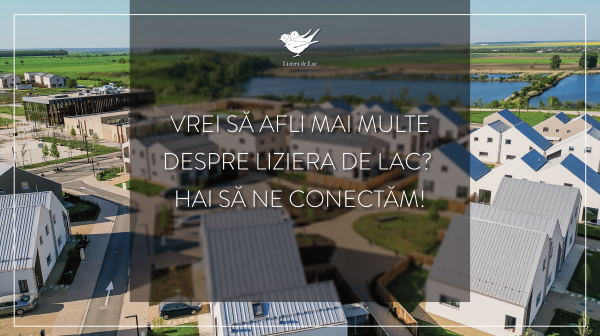 Liziera de Lac
VREI SĂ AFLI MAI MULTE
DESPRE LIZIERA DE LAC?
HAI SĂ NE CONECTĂM!